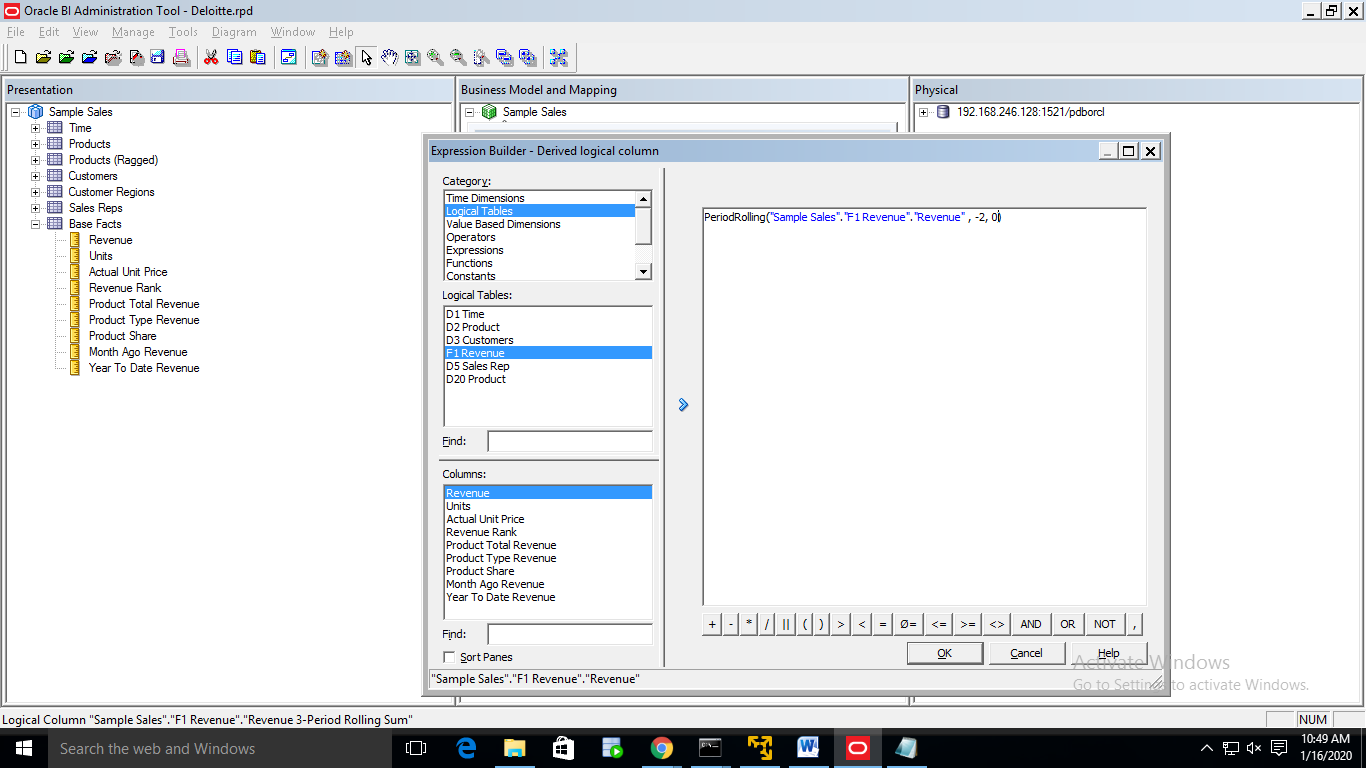 Oracle BI Administration Tool - Deloitte.rpd
File Edit View Manage Tools Diagram Window Help
Presentation
Sample Sales
Time
Products
Products (Ragged)
Customers
Customer Regions
Sales Reps
Base Facts
Revenue
Units
Actual Unit Price
Revenue Rank
Product Total Revenue
Product Type Revenue
Product Share
Month Ago Revenue
Year To Date Revenue
Business Model and Mapping
Sample Sales
Physical
192.168.246.128:1521/pdborcl
Expression Builder - Derived logical column
Category:
Time Dimensions
Logical Tables
Value Based Dimensions
Operators
Expressions
Functions
Constants
Logical Tables:
D1 Time
D2 Product
D3 Customers
F1 Revenue
D5 Sales Rep
D20 Product
Find:
Columns:
Revenue
Units
Actual Unit Price
Revenue Rank
Product Total Revenue
Product Type Revenue
Product Share
Month Ago Revenue
Year To Date Revenue
Find:
Sort Panes
"Sample Sales"."F1 Revenue"."Revenue"
PeriodRolling("Sample Sales"."F1 Revenue"."Revenue" , -2, 0)
+ - * / || ( ) > < = Ø= <= >= <> AND OR NOT ,
OK Cancel Help
Activate Windows
Go to Settings to activate Windows.
Logical Column "Sample Sales"."F1 Revenue"."Revenue 3-Period Rolling Sum"
NUM
Search the web and Windows
10:49 AM
1/16/2020